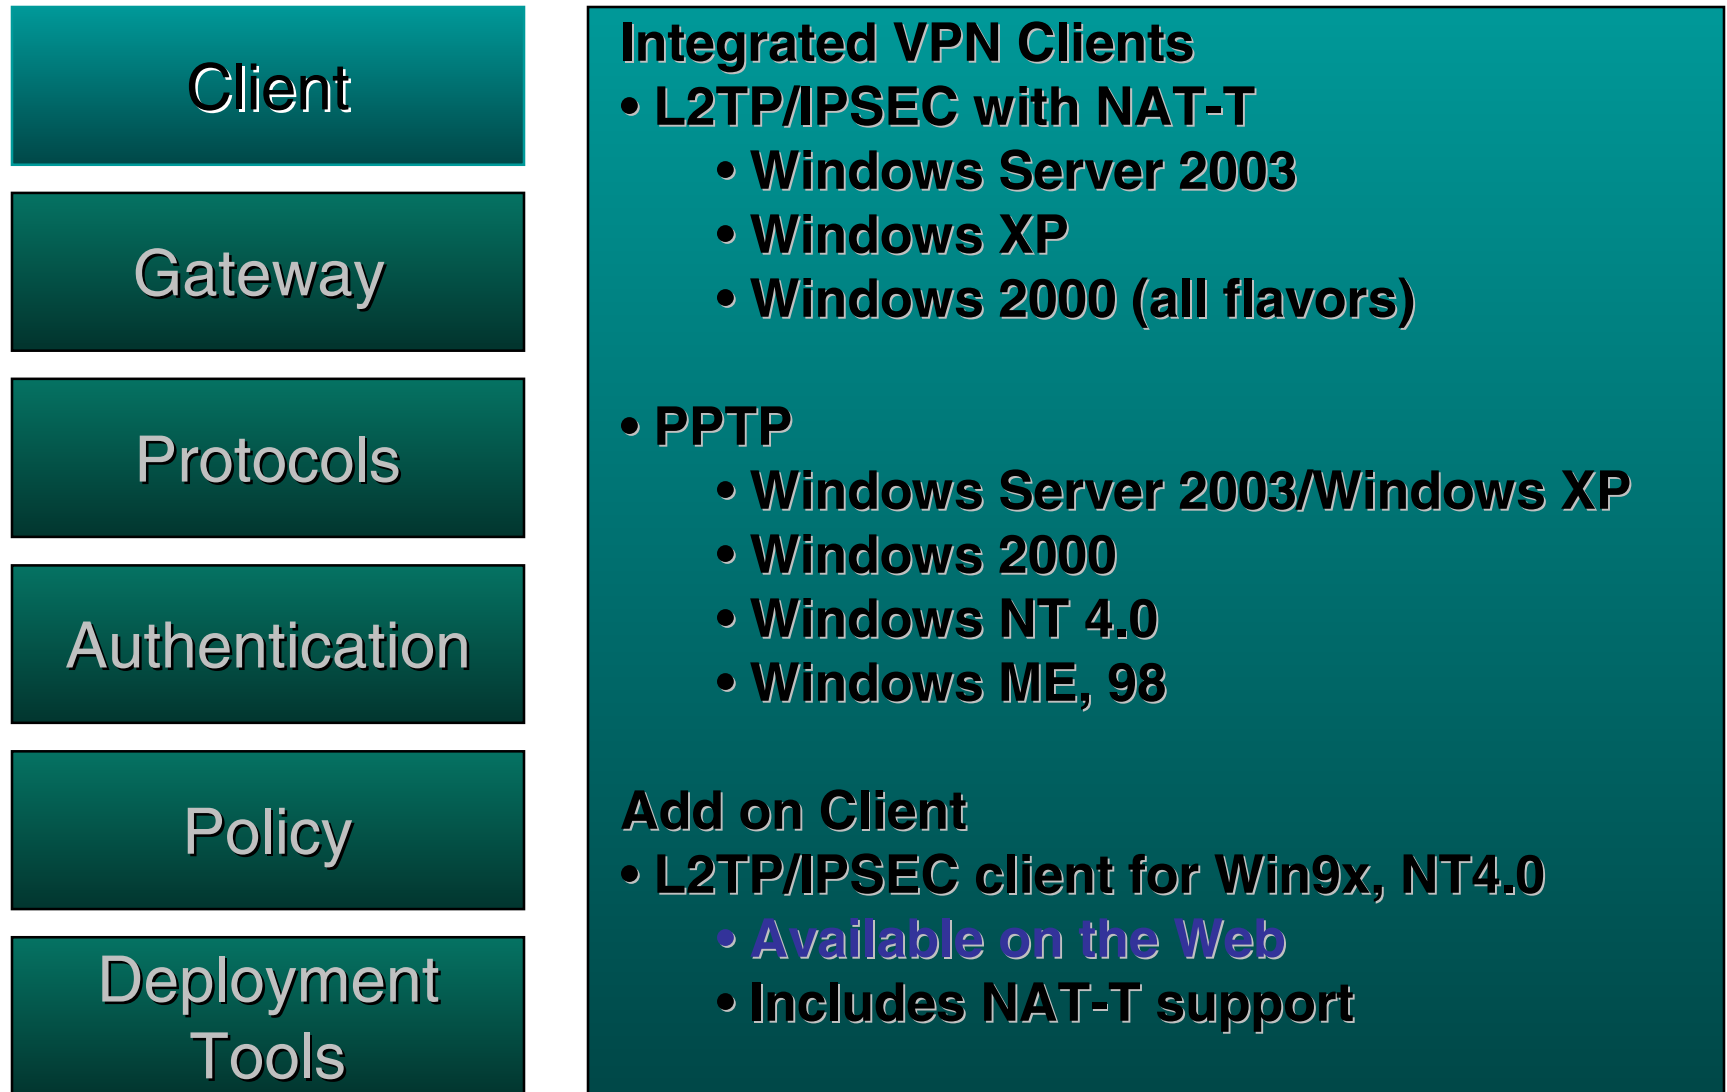 Client
Gateway
Protocols
Authentication
Policy
Deployment
Tools
Integrated VPN Clients
• L2TP/IPSEC with NAT-T
• Windows Server 2003
• Windows XP
• Windows 2000 (all flavors)
• PPTP
• Windows Server 2003/Windows XP
• Windows 2000
• Windows NT 4.0
• Windows ME, 98
Add on Client
• L2TP/IPSEC client for Win9x, NT4.0
• Available on the Web
• Includes NAT-T support